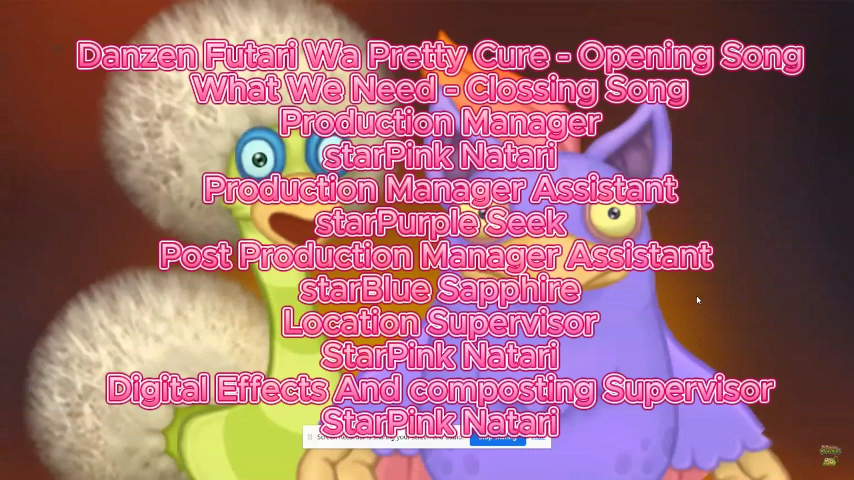 Danzen Futari Wa Pretty Cure - Opening Song
What We Need - Clossing Song
Production Manager
starPink Natari
Production Manager Assistant
starPurple Seek
Post Production Manager Assistant
starBlue Sapphire
Location Supervisor
StarPink Natari
Digital Effects And composting Supervisor
StarPink Natari